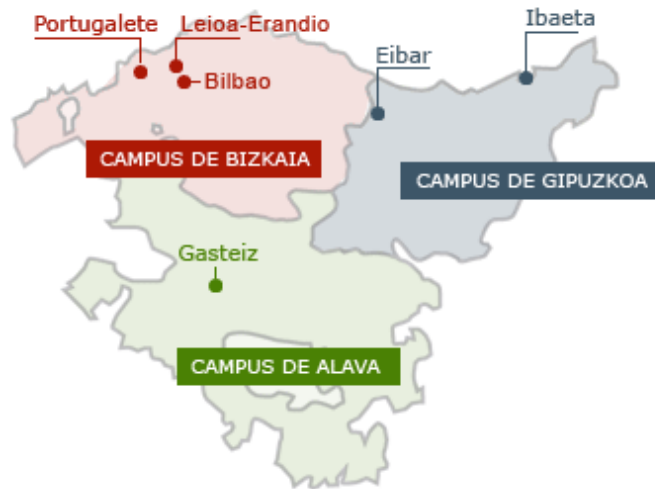 Portugalete
Leioa-Erandio
Ibaeta
Eibar
Bilbao
CAMPUS DE BIZKAIA
CAMPUS DE GIPUZKOA
Gasteiz
CAMPUS DE ALAVA